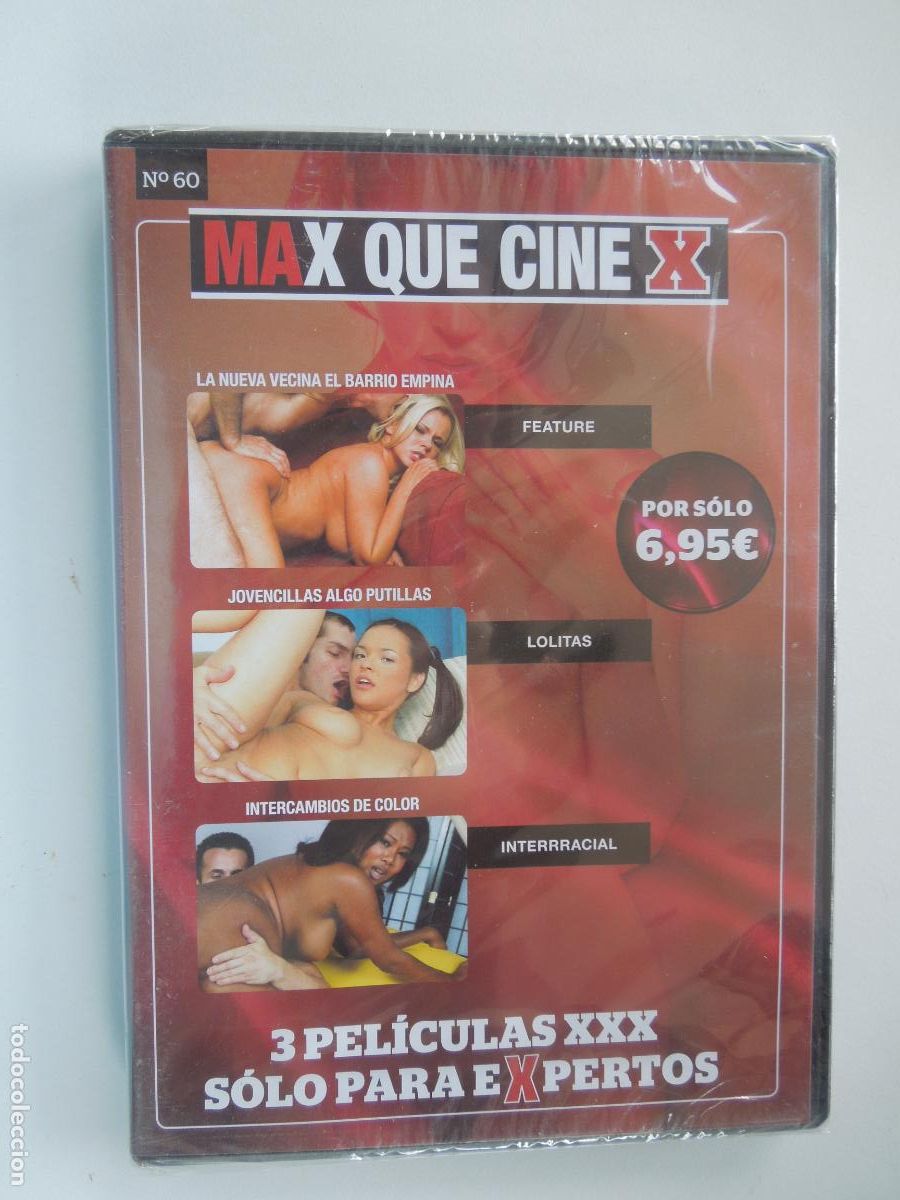 Nº 60
MAX QUE CINE X
LA NUEVA VECINA EL BARRIO EMPINA
FEATURE
POR SÓLO
6,95€
JOVENCILLAS ALGO PUTILLAS
LOLITAS
INTERCAMBIOS DE COLOR
INTERRRACIAL
3 PELÍCULAS XXX
SÓLO PARA EXPERTOS
todocoleccion